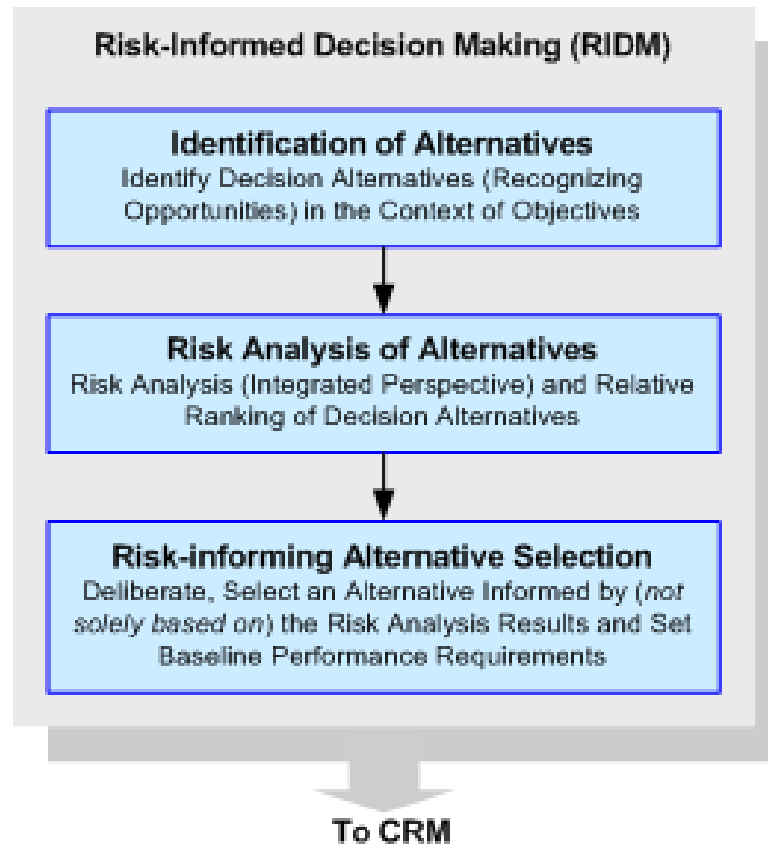 Risk-Informed Decision Making (RIDM)
Identification of Alternatives
Identify Decision Alternatives (Recognizing
Opportunities) in the Context of Objectives
Risk Analysis of Alternatives
Risk Analysis (Integrated Perspective) and Relative
Ranking of Decision Alternatives
Risk-informing Alternative Selection
Deliberate, Select an Alternative Informed by (not
solely based on) the Risk Analysis Results and Set
Baseline Performance Requirements
To CRM